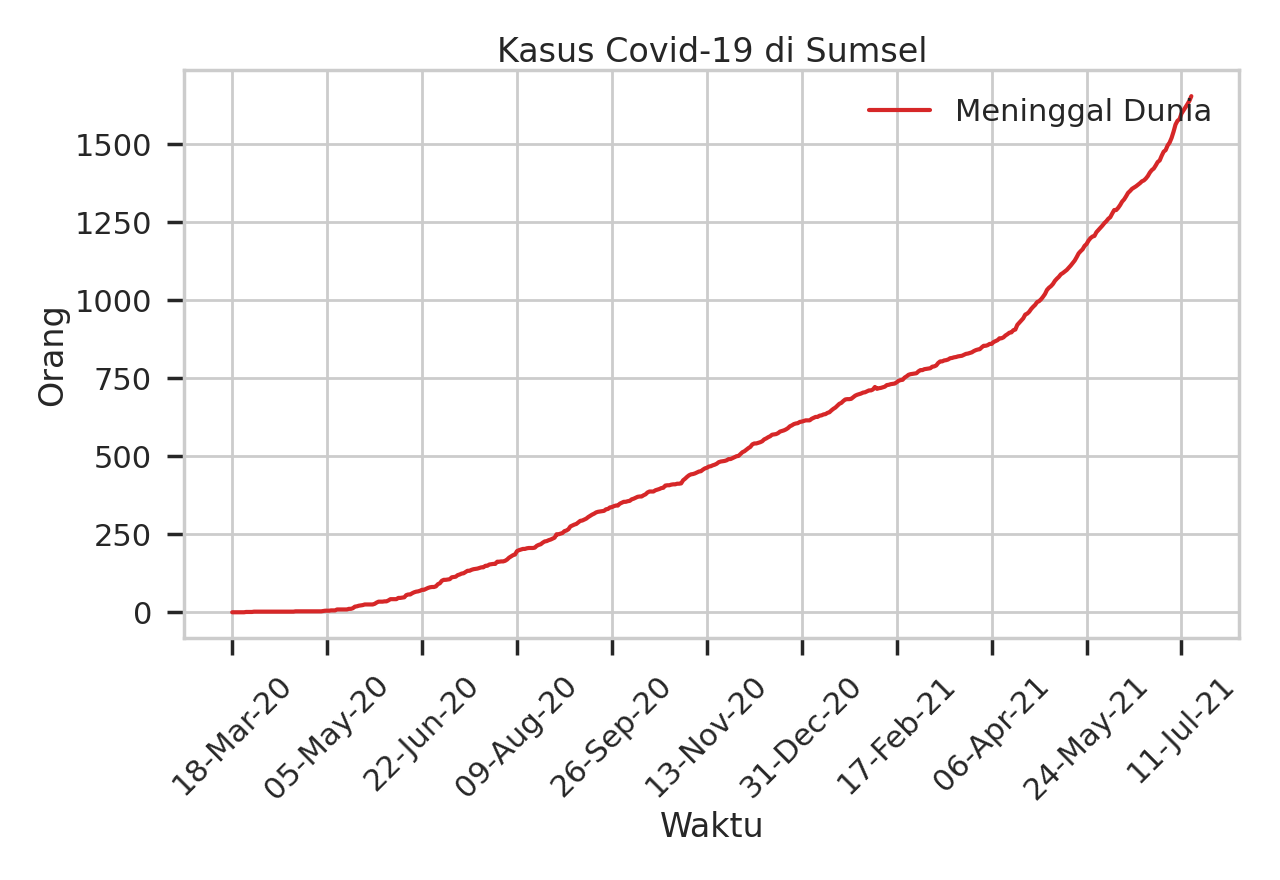 Kasus Covid-19 di Sumsel
Meninggal Dunia
1500
1250
1000
750
500
250
0
Orang
18-Mar-20
05-May-20
22-Jun-20
09-Aug-20
26-Sep-20
13-Nov-20
31-Dec-20
17-Feb-21
06-Apr-21
24-May-21
11-Jul-21
Waktu